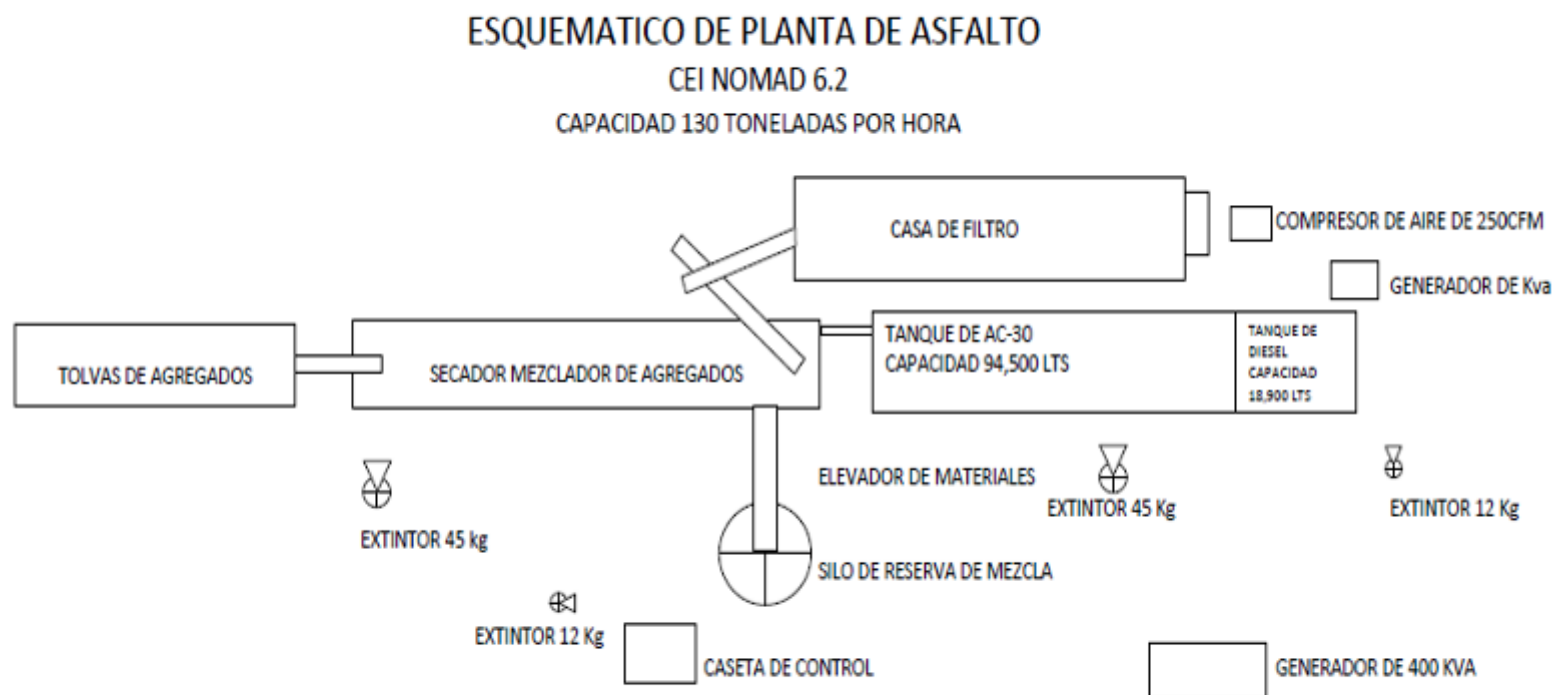 ESQUEMATICO DE PLANTA DE ASFALTO
CEI NOMAD 6.2
CAPACIDAD 130 TONELADAS POR HORA
CASA DE FILTRO
COMPRESOR DE AIRE DE 250CFM
GENERADOR DE Kva
TOLVAS DE AGREGADOS
SECADOR MEZCLADOR DE AGREGADOS
TANQUE DE AC-30
CAPACIDAD 94,500 LTS
TANQUE DE
DIESEL
CAPACIDAD
18,900 LTS
ELEVADOR DE MATERIALES
EXTINTOR 45 Kg
EXTINTOR 12 Kg
EXTINTOR 45 kg
SILO DE RESERVA DE MEZCLA
EXTINTOR 12 Kg
CASETA DE CONTROL
GENERADOR DE 400 KVA